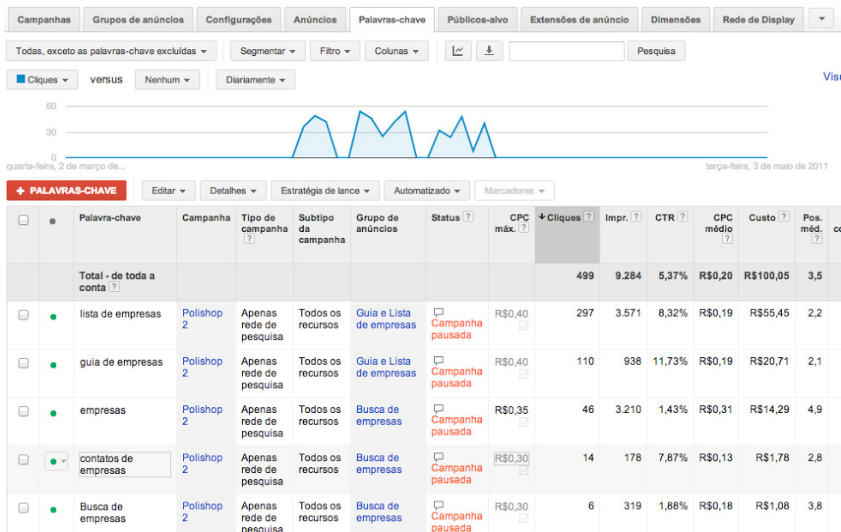 Campanhas Grupos de anúncios Configurações Anúncios Palavras-chave Públicos-alvo Extensões de anúncio Dimensões Rede de Display
Todas, exceto as palavras-chave excluídas Segmentar Filtro Colunas Pesquisa
Cliques versus Nenhum Diariamente
60
30
0
quarta-feira, 2 de março de... terça-feira, 3 de maio de 2011
+ PALAVRAS-CHAVE Editar Detalhes Estratégia de lance Automatizado Marcadores
Palavra-chave Campanha Tipo de Subtipo Grupo de Status ? CPC Cliques ? Impr. ? CTR ? CPC Custo ? Pos.
campanha da anúncios máx. ? médio méd.
? campanha ? ?
Total - de toda a 499 9.284 5,37% R$0,20 R$100,05 3,5
conta ?
lista de empresas Polishop Apenas Todos os Guia e Lista R$0,40 297 3.571 8,32% R$0,19 R$55,45 2,2
2 rede de recursos de empresas Campanha
pesquisa pausada
guia de empresas Polishop Apenas Todos os Guia e Lista R$0,40 110 938 11,73% R$0,19 R$20,71 2,1
2 rede de recursos de empresas Campanha
pesquisa pausada
empresas Polishop Apenas Todos os Busca de R$0,35 46 3.210 1,43% R$0,31 R$14,29 4,9
2 rede de recursos empresas Campanha
pesquisa pausada
contatos de Polishop Apenas Todos os Busca de R$0,30 14 178 7,87% R$0,13 R$1,78 2,8
empresas 2 rede de recursos empresas Campanha
pesquisa pausada
Busca de Polishop Apenas Todos os Busca de R$0,30 6 319 1,88% R$0,18 R$1,08 3,8
empresas 2 rede de recursos empresas Campanha
pesquisa pausada